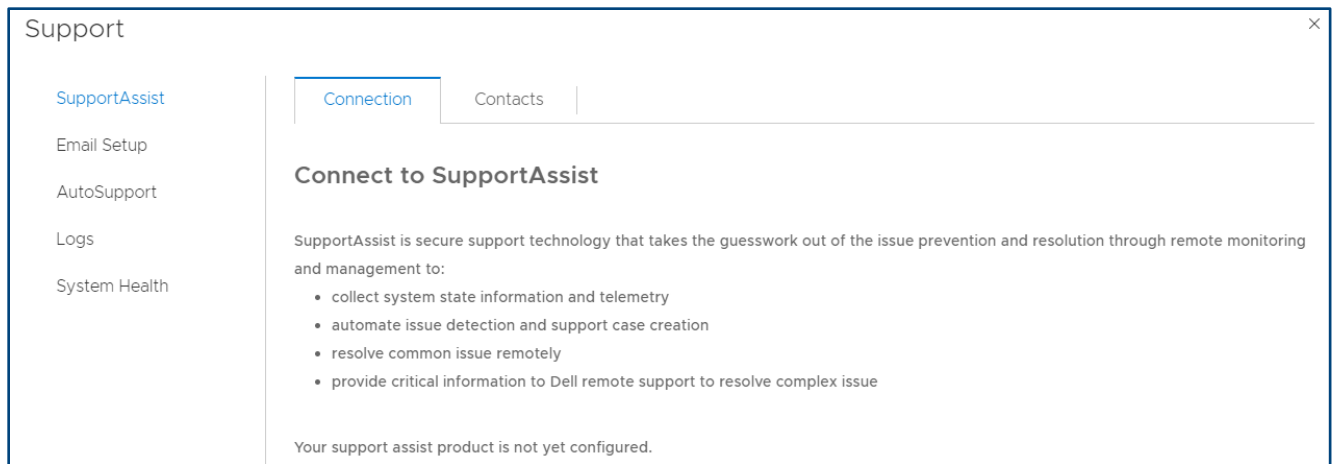 Support
×
SupportAssist
Email Setup
AutoSupport
Logs
System Health
Connection
Contacts
Connect to SupportAssist
SupportAssist is secure support technology that takes the guesswork out of the issue prevention and resolution through remote monitoring
and management to:
• collect system state information and telemetry
• automate issue detection and support case creation
• resolve common issue remotely
• provide critical information to Dell remote support to resolve complex issue
Your support assist product is not yet configured.